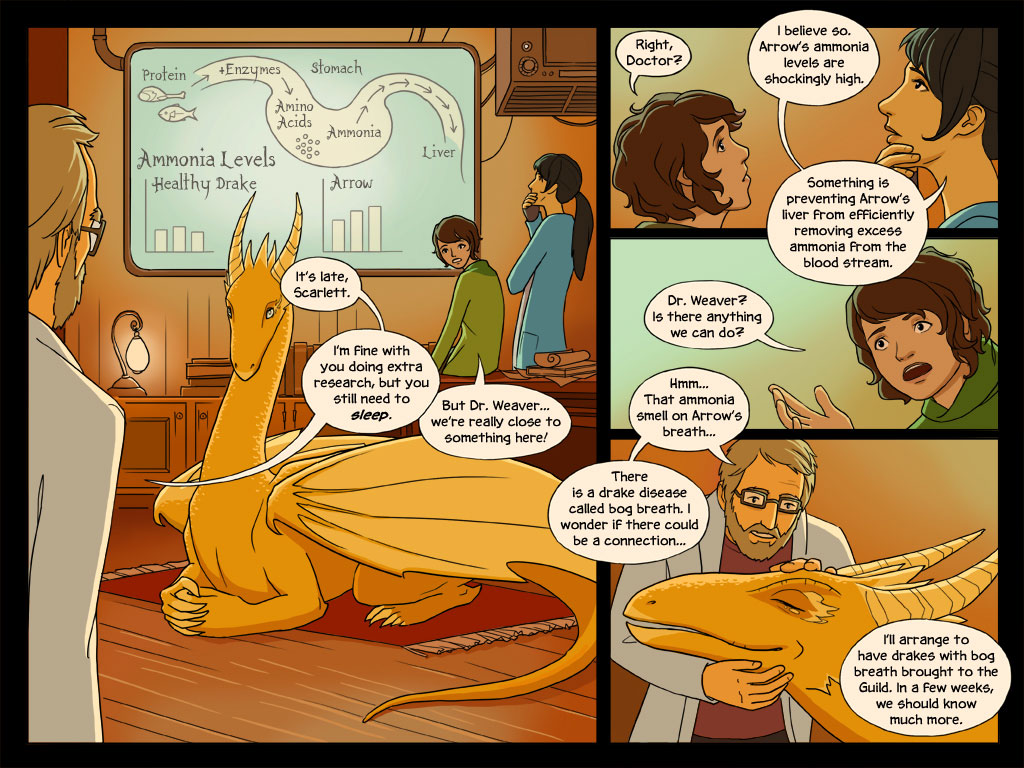 Protein
+Enzymes
Stomach
Amino
Acids
Ammonia
Liver
Ammonia Levels
Healthy Drake
Arrow
It's late,
Scarlett.
I'm fine with
you doing extra
research, but you
still need to
sleep.
But Dr. Weaver...
we're really close to
something here!
Right,
Doctor?
I believe so.
Arrow's ammonia
levels are
shockingly high.
Something is
preventing Arrow's
liver from efficiently
removing excess
ammonia from the
blood stream.
Dr. Weaver?
Is there anything
we can do?
Hmm...
That ammonia
smell on Arrow's
breath...
There
is a drake disease
called bog breath. I
wonder if there could
be a connection...
I'll arrange to
have drakes with bog
breath brought to the
Guild. In a few weeks,
we should know
much more.